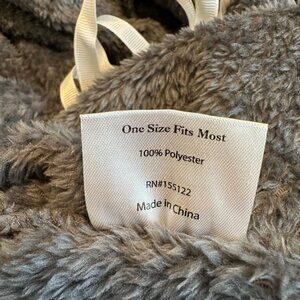 One Size Fits Most
100% Polyester
RN#155122
Made in China